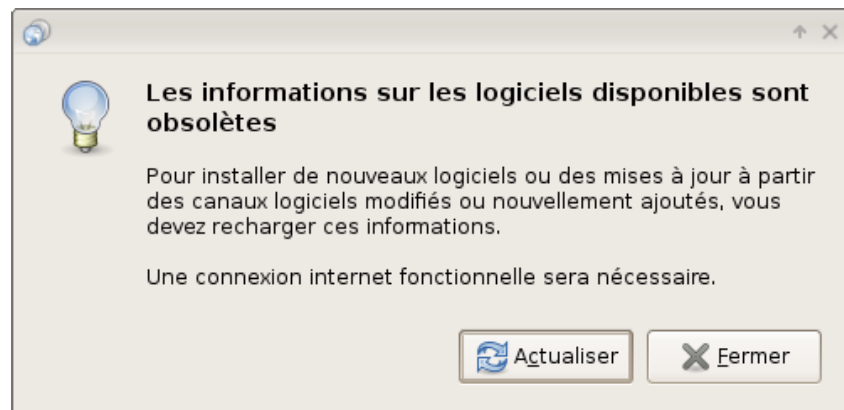 Les informations sur les logiciels disponibles sont
obsolètes
Pour installer de nouveaux logiciels ou des mises à jour à partir
des canaux logiciels modifiés ou nouvellement ajoutés, vous
devez recharger ces informations.
Une connexion internet fonctionnelle sera nécessaire.
Actualiser
Fermer